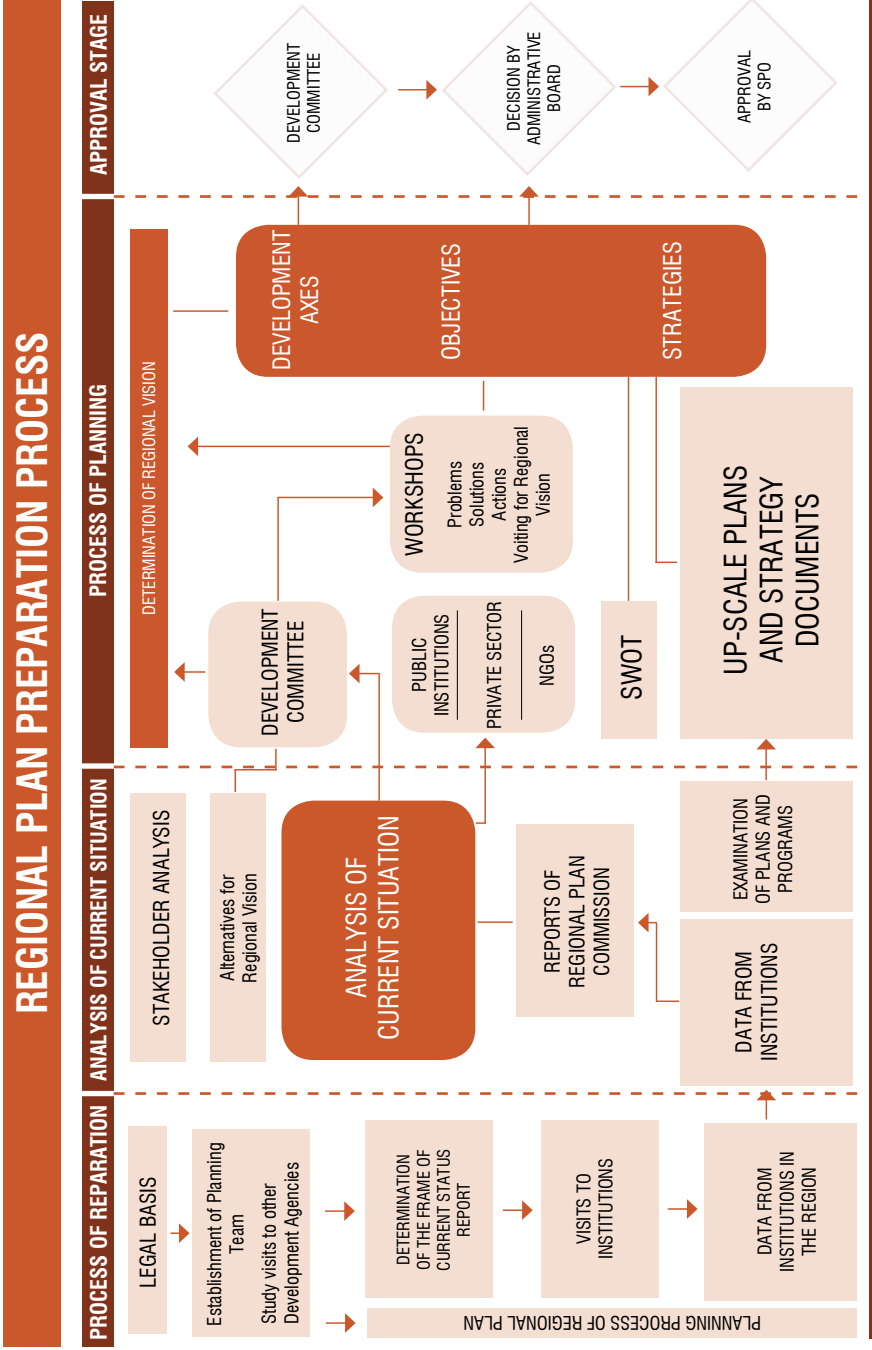 REGIONAL PLAN PREPARATION PROCESS
PROCESS OF REPARATION
ANALYSIS OF CURRENT SITUATION
PROCESS OF PLANNING
APPROVAL STAGE
LEGAL BASIS
Establishment of Planning
Team
Study visits to other
Development Agencies
PLANNING PROCESS OF REGIONAL PLAN
DETERMINATION
OF THE FRAME OF
CURRENT STATUS
REPORT
VISITS TO
INSTITUTIONS
DATA FROM
INSTITUTIONS IN
THE REGION
STAKEHOLDER ANALYSIS
Alternatives for
Regional Vision
ANALYSIS OF
CURRENT SITUATION
REPORTS OF
REGIONAL PLAN
COMMISSION
DATA FROM
INSTITUTIONS
EXAMINATION
OF PLANS AND
PROGRAMS
DETERMINATION OF REGIONAL VISION
DEVELOPMENT
COMMITTEE
WORKSHOPS
Problems
Solutions
Actions
Voiting for Regional
Vision
PUBLIC
INSTITUTIONS
PRIVATE SECTOR
NGOs
SWOT
UP-SCALE PLANS
AND STRATEGY
DOCUMENTS
DEVELOPMENT
AXES
OBJECTIVES
STRATEGIES
DEVELOPMENT
COMMITTEE
DECISION BY
ADMINISTRATIVE
BOARD
APPROVAL
BY SPO